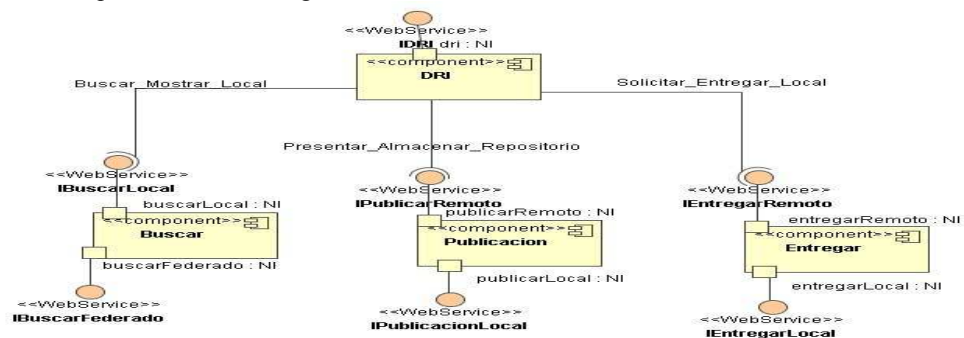 <<WebService>>
IDRI dri : NI
<<component>>
DRI
Buscar_Mostrar_Local
Solicitar_Entregar_Local
Presentar_Almacenar_Repositorio
<<WebService>>
IBuscarLocal
<<WebService>>
IPublicarRemoto
<<WebService>>
IEntregarRemoto
buscarLocal : NI
publicarRemoto : NI
entregarRemoto : NI
<<component>>
Buscar
<<component>>
Publicacion
<<component>>
Entregar
buscarFederado : NI
publicarLocal : NI
entregarLocal : NI
<<WebService>>
IBuscarFederado
<<WebService>>
IPublicacionLocal
<<WebService>>
IEntregarLocal